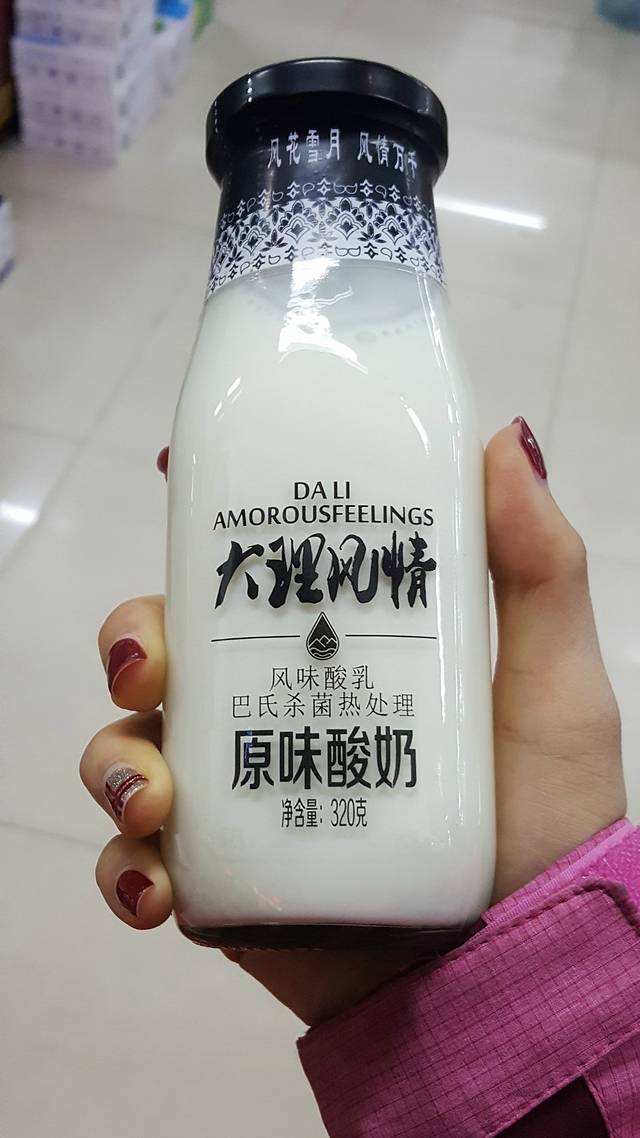 风花雪月 风情万千
DA LI
AMOROUSFEELINGS
大理风情
风味酸乳
巴氏杀菌热处理
原味酸奶
净含量：320克